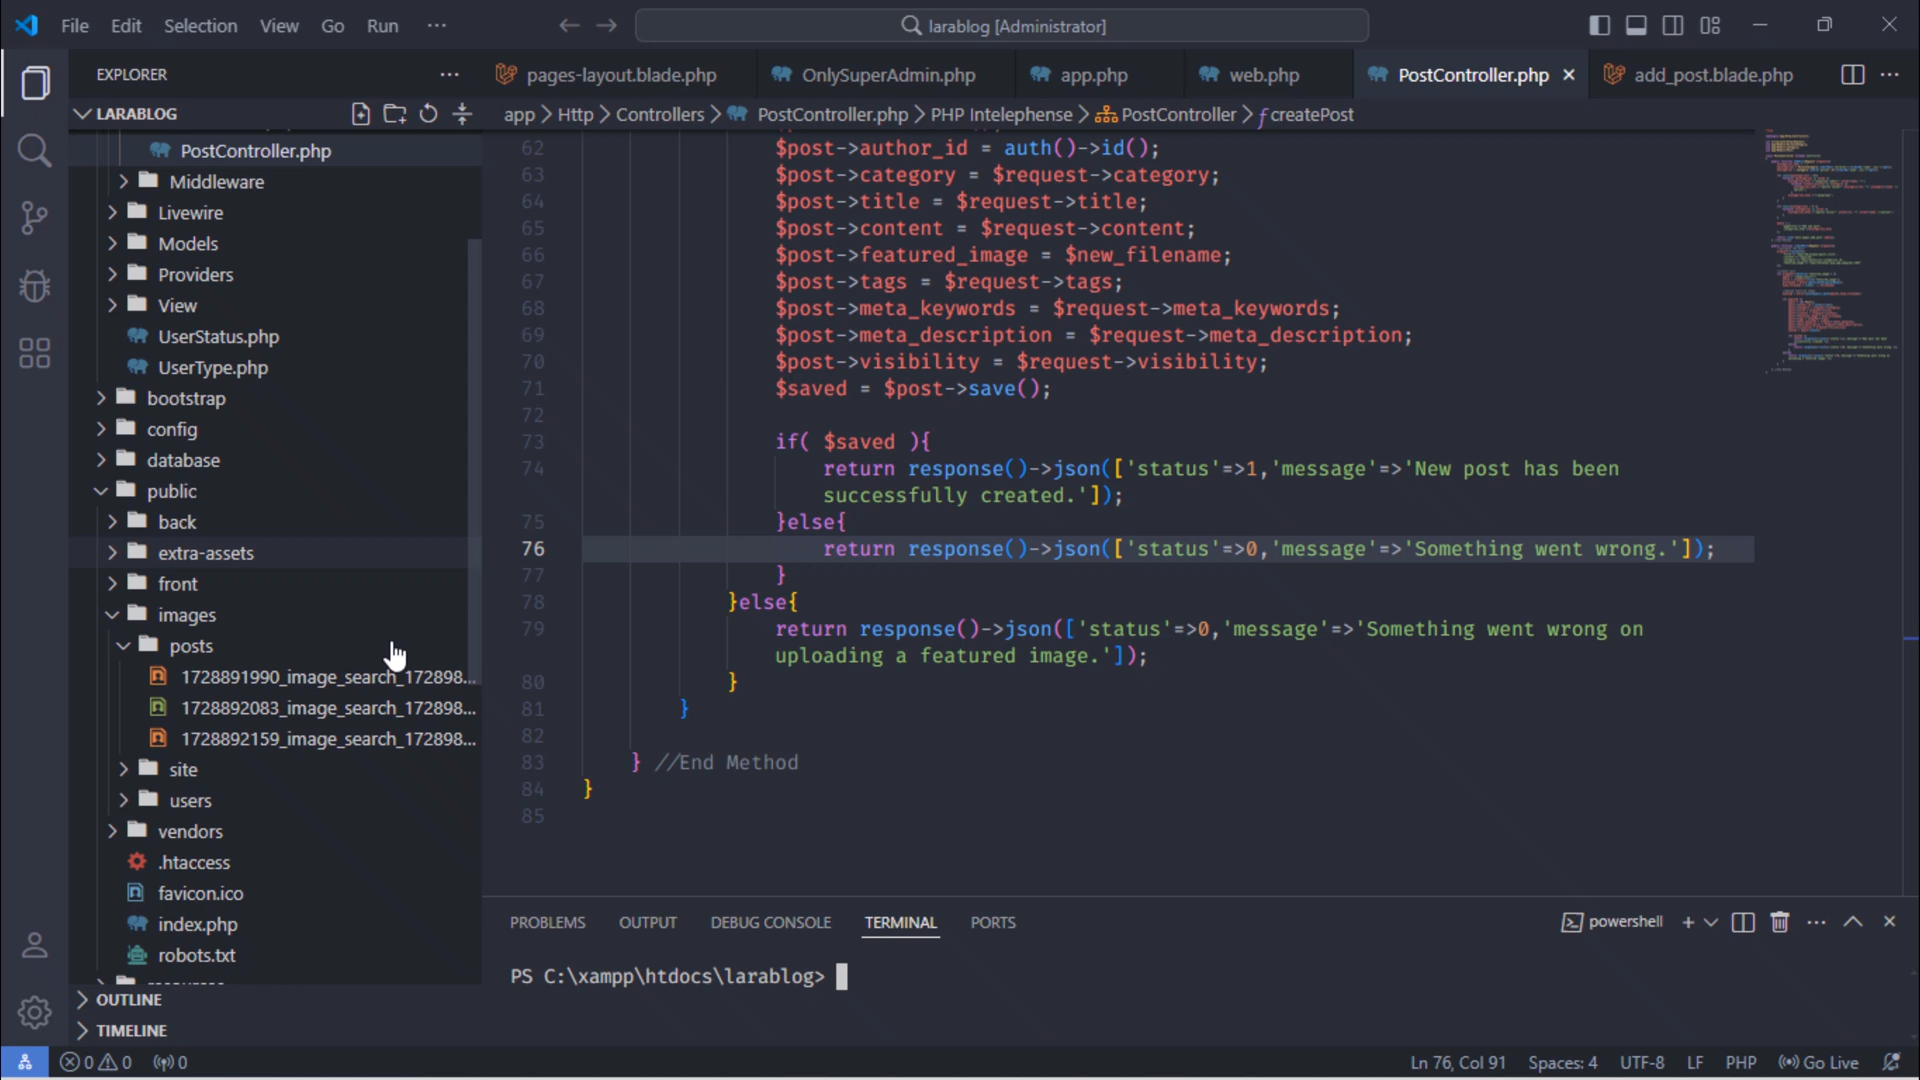 File Edit Selection View Go Run ···
larablog [Administrator]
EXPLORER
pages-layout.blade.php
OnlySuperAdmin.php
app.php
web.php
PostController.php
add_post.blade.php
LARABLOG
app > Http > Controllers > PostController.php > PHP Intelephense > PostController > createPost
PostController.php
Middleware
Livewire
Models
Providers
View
UserStatus.php
UserType.php
bootstrap
config
database
public
back
extra-assets
front
images
posts
1728891990_image_search_172898...
1728892083_image_search_172898...
1728892159_image_search_172898...
site
users
vendors
.htaccess
favicon.ico
index.php
robots.txt
OUTLINE
TIMELINE
62 $post->author_id = auth()->id();
63 $post->category = $request->category;
64 $post->title = $request->title;
65 $post->content = $request->content;
66 $post->featured_image = $new_filename;
67 $post->tags = $request->tags;
68 $post->meta_keywords = $request->meta_keywords;
69 $post->meta_description = $request->meta_description;
70 $post->visibility = $request->visibility;
71 $saved = $post->save();
72
73 if( $saved ){
74 return response()->json(['status'=>1,'message'=>'New post has been
successfully created.']);
75 }else{
76 return response()->json(['status'=>0,'message'=>'Something went wrong.']);
77 }
78 }else{
79 return response()->json(['status'=>0,'message'=>'Something went wrong on
uploading a featured image.']);
80 }
81 }
82
83 } //End Method
84 }
85
PROBLEMS OUTPUT DEBUG CONSOLE TERMINAL PORTS
powershell
PS C:\xampp\htdocs\larablog>
0 0 0
Ln 76, Col 91 Spaces: 4 UTF-8 LF PHP Go Live